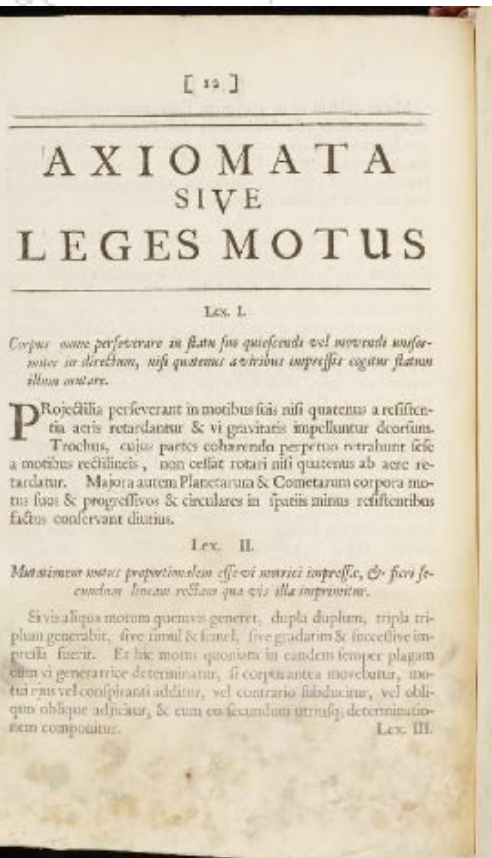 [ 12 ]
AXIOMATA
SIVE
LEGES MOTUS
Lex. I.
Corpus omne perseverare in statu suo quiescendi vel movendi unifor-
miter in directum, nisi quatenus a viribus impressis cogitur statum
illum mutare.
PRojectilia perseverant in motibus suis nisi quatenus a resisten-
tia aeris retardantur & vi gravitatis impelluntur deorsum.
Trochus, cujus partes cohærendo perpetuo retrahunt sese
a motibus rectilineis, non cessat rotari nisi quatenus ab aere re-
tardatur. Majora autem Planetarum & Cometarum corpora mo-
tus suos & progressivos & circulares in spatiis minus resistentibus
factos conservant diutius.
Lex. II.
Mutationem motus proportionalem esse vi motrici impressæ, & fieri se-
cundum lineam rectam qua vis illa imprimitur.
Si vis aliqua motum quemvis generet, dupla duplum, tripla tri-
plum generabit, sive simul & semel, sive gradatim & successive im-
pressa fuerit. Et hic motus quoniam in eandem semper plagam
cum vi generatrice determinatur, si corpus antea movebatur, mo-
tui ejus vel conspiranti additur, vel contrario subducitur, vel obli-
quo oblique adjicitur, & cum eo secundum utriusq; determinatio-
nem componitur. Lex. III.